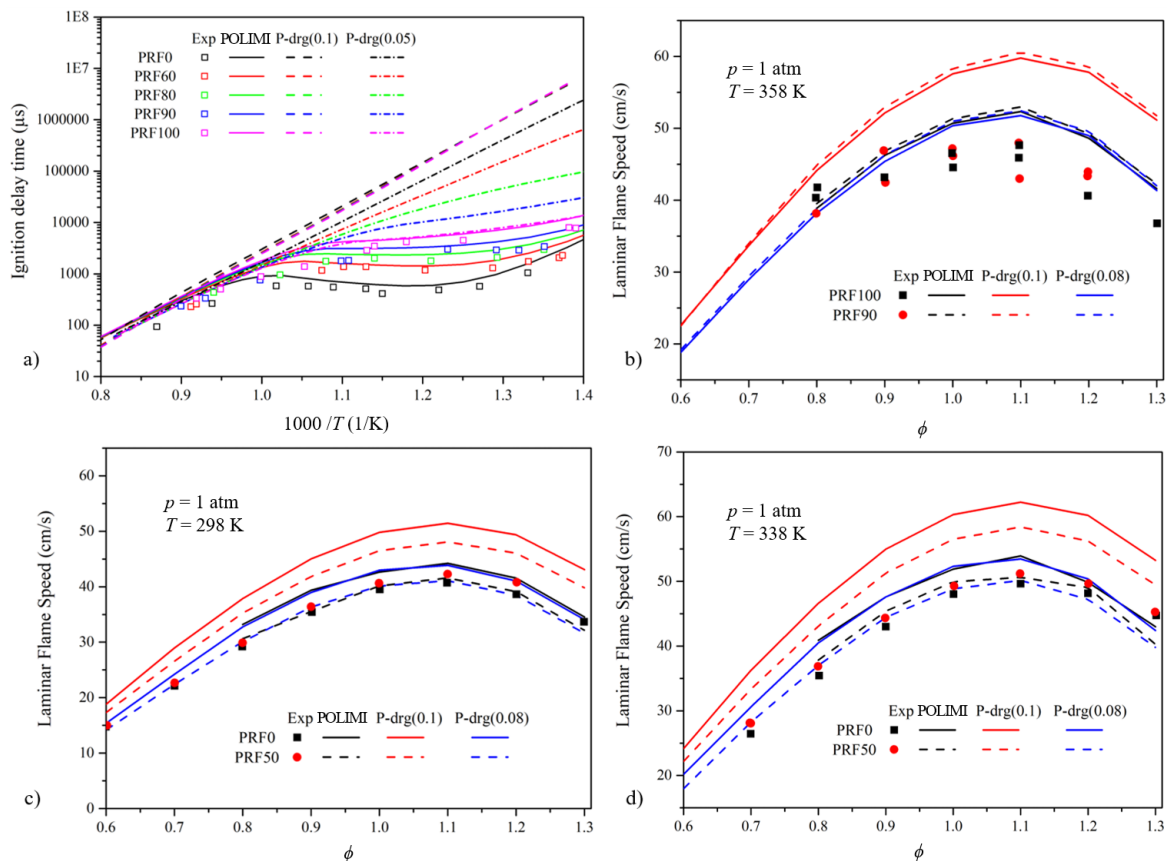 Exp POLIMI P-drg(0.1) P-drg(0.05)
PRF0
PRF60
PRF80
PRF90
PRF100
Ignition delay time (μs)
1E8
1E7
1000000
100000
10000
1000
100
10
0.8 0.9 1.0 1.1 1.2 1.3 1.4
1000 /T (1/K)
a)
p = 1 atm
T = 358 K
Exp POLIMI P-drg(0.1) P-drg(0.08)
PRF100
PRF90
Laminar Flame Speed (cm/s)
60
50
40
30
20
0.6 0.7 0.8 0.9 1.0 1.1 1.2 1.3
ϕ
b)
p = 1 atm
T = 298 K
Exp POLIMI P-drg(0.1) P-drg(0.08)
PRF0
PRF50
Laminar Flame Speed (cm/s)
60
50
40
30
20
10
0
0.6 0.7 0.8 0.9 1.0 1.1 1.2 1.3
ϕ
c)
p = 1 atm
T = 338 K
Exp POLIMI P-drg(0.1) P-drg(0.08)
PRF0
PRF50
Laminar Flame Speed (cm/s)
70
60
50
40
30
20
0.6 0.7 0.8 0.9 1.0 1.1 1.2 1.3
ϕ
d)